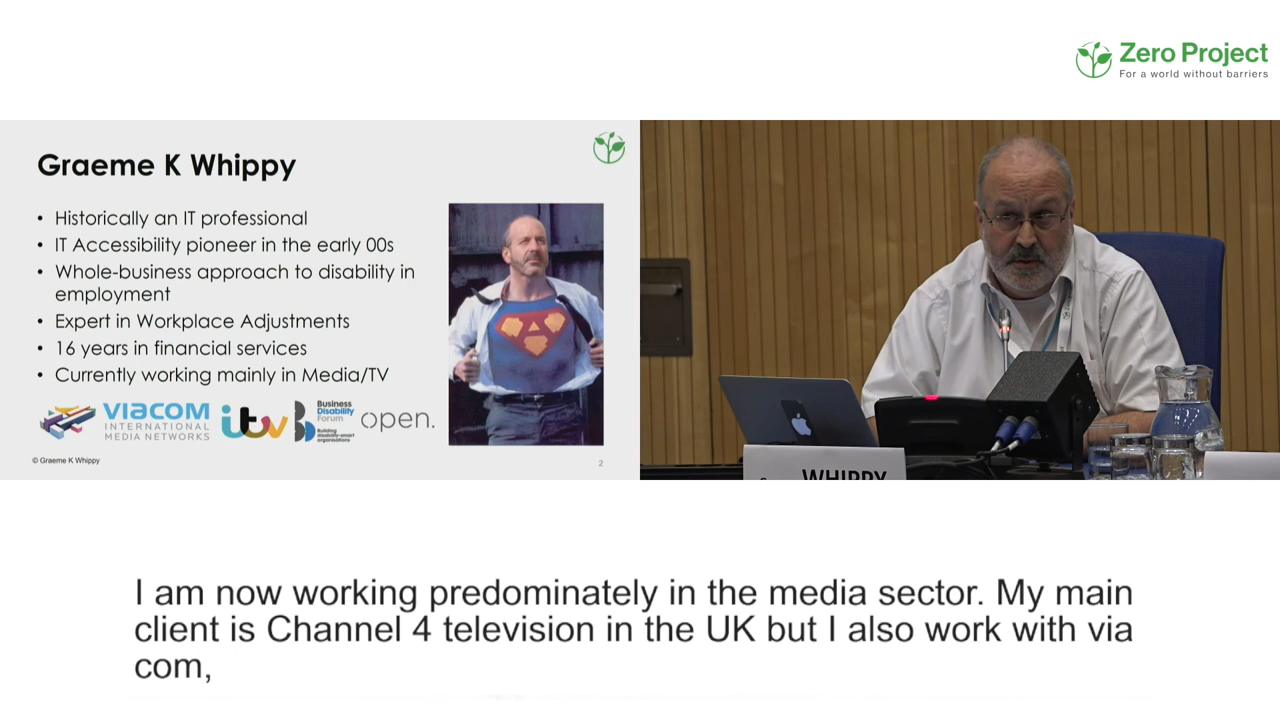 Zero Project
For a world without barriers
Graeme K Whippy
• Historically an IT professional
• IT Accessibility pioneer in the early 00s
• Whole-business approach to disability in
employment
• Expert in Workplace Adjustments
• 16 years in financial services
• Currently working mainly in Media/TV
VIACOM
INTERNATIONAL
MEDIA NETWORKS
itv
Business
Disability
Forum
Building
disability-smart
organisations
open.
© Graeme K Whippy
2
WHIPPY
I am now working predominately in the media sector. My main
client is Channel 4 television in the UK but I also work with via
com,